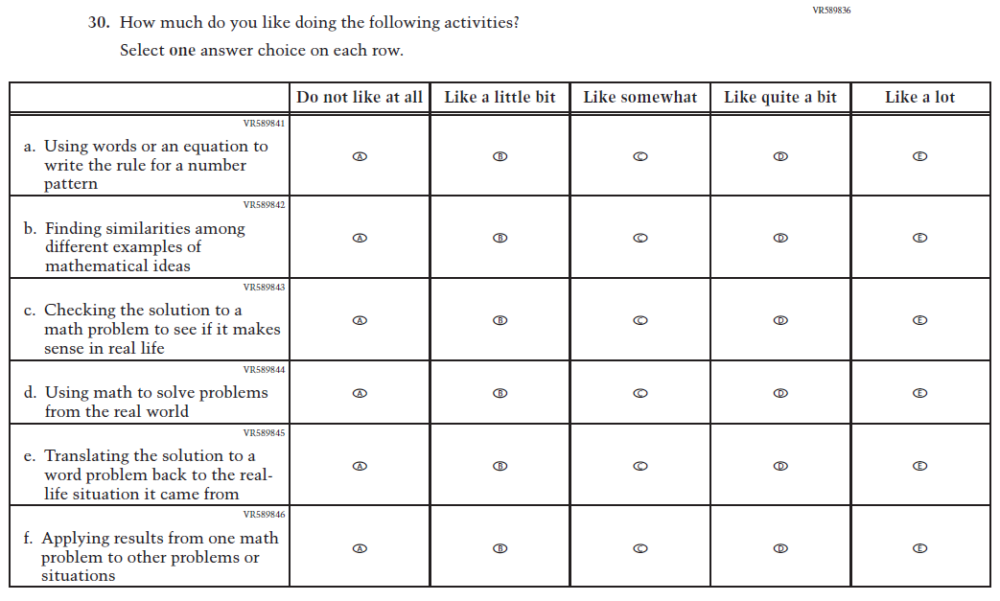 VR589836
30. How much do you like doing the following activities?
Select one answer choice on each row.
Do not like at all Like a little bit Like somewhat Like quite a bit Like a lot
VR589841
a. Using words or an equation to
write the rule for a number
pattern
A B C D E
VR589842
b. Finding similarities among
different examples of
mathematical ideas
A B C D E
VR589843
c. Checking the solution to a
math problem to see if it makes
sense in real life
A B C D E
VR589844
d. Using math to solve problems
from the real world
A B C D E
VR589845
e. Translating the solution to a
word problem back to the real-
life situation it came from
A B C D E
VR589846
f. Applying results from one math
problem to other problems or
situations
A B C D E